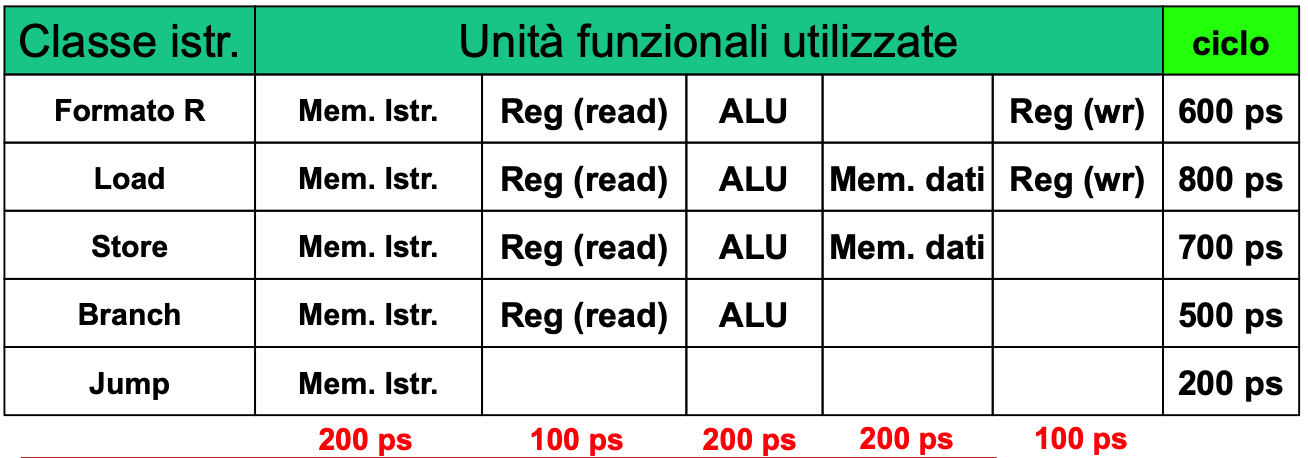 Classe istr. Unità funzionali utilizzate ciclo
Formato R Mem. Istr. Reg (read) ALU Reg (wr) 600 ps
Load Mem. Istr. Reg (read) ALU Mem. dati Reg (wr) 800 ps
Store Mem. Istr. Reg (read) ALU Mem. dati 700 ps
Branch Mem. Istr. Reg (read) ALU 500 ps
Jump Mem. Istr. 200 ps
200 ps 100 ps 200 ps 200 ps 100 ps